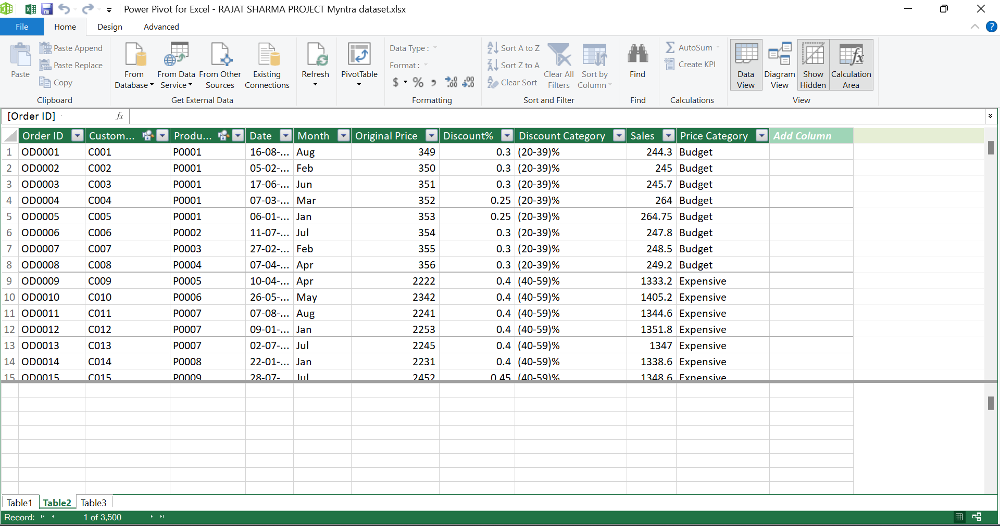 Power Pivot for Excel - RAJAT SHARMA PROJECT Myntra dataset.xlsx
File Home Design Advanced
Paste
Paste Append
Paste Replace
Copy
Clipboard
From Database
From Data Service
From Other Sources
Existing Connections
Get External Data
Refresh
PivotTable
Data Type :
Format :
$ % , .00 .00
Formatting
Sort A to Z
Sort Z to A
Clear Sort
Clear All Filters
Sort by Column
Sort and Filter
Find
Find
AutoSum
Create KPI
Calculations
Data View
Diagram View
Show Hidden
Calculation Area
View
[Order ID] fx
Order ID Custom... Produ... Date Month Original Price Discount% Discount Category Sales Price Category Add Column
1 OD0001 C001 P0001 16-08-... Aug 349 0.3 (20-39)% 244.3 Budget
2 OD0002 C002 P0001 05-02-... Feb 350 0.3 (20-39)% 245 Budget
3 OD0003 C003 P0001 17-06-... Jun 351 0.3 (20-39)% 245.7 Budget
4 OD0004 C004 P0001 07-03-... Mar 352 0.25 (20-39)% 264 Budget
5 OD0005 C005 P0001 06-01-... Jan 353 0.25 (20-39)% 264.75 Budget
6 OD0006 C006 P0002 11-07-... Jul 354 0.3 (20-39)% 247.8 Budget
7 OD0007 C007 P0003 27-02-... Feb 355 0.3 (20-39)% 248.5 Budget
8 OD0008 C008 P0004 07-04-... Apr 356 0.3 (20-39)% 249.2 Budget
9 OD0009 C009 P0005 10-04-... Apr 2222 0.4 (40-59)% 1333.2 Expensive
10 OD0010 C010 P0006 26-05-... May 2342 0.4 (40-59)% 1405.2 Expensive
11 OD0011 C011 P0007 07-08-... Aug 2241 0.4 (40-59)% 1344.6 Expensive
12 OD0012 C012 P0007 09-01-... Jan 2253 0.4 (40-59)% 1351.8 Expensive
13 OD0013 C013 P0007 02-07-... Jul 2245 0.4 (40-59)% 1347 Expensive
14 OD0014 C014 P0008 22-01-... Jan 2231 0.4 (40-59)% 1338.6 Expensive
15 OD0015 C015 P0009 28-07- Jul 2452 0.45 (40-59)% 1348.6 Expensive
Table1 Table2 Table3
Record: 1 of 3,500